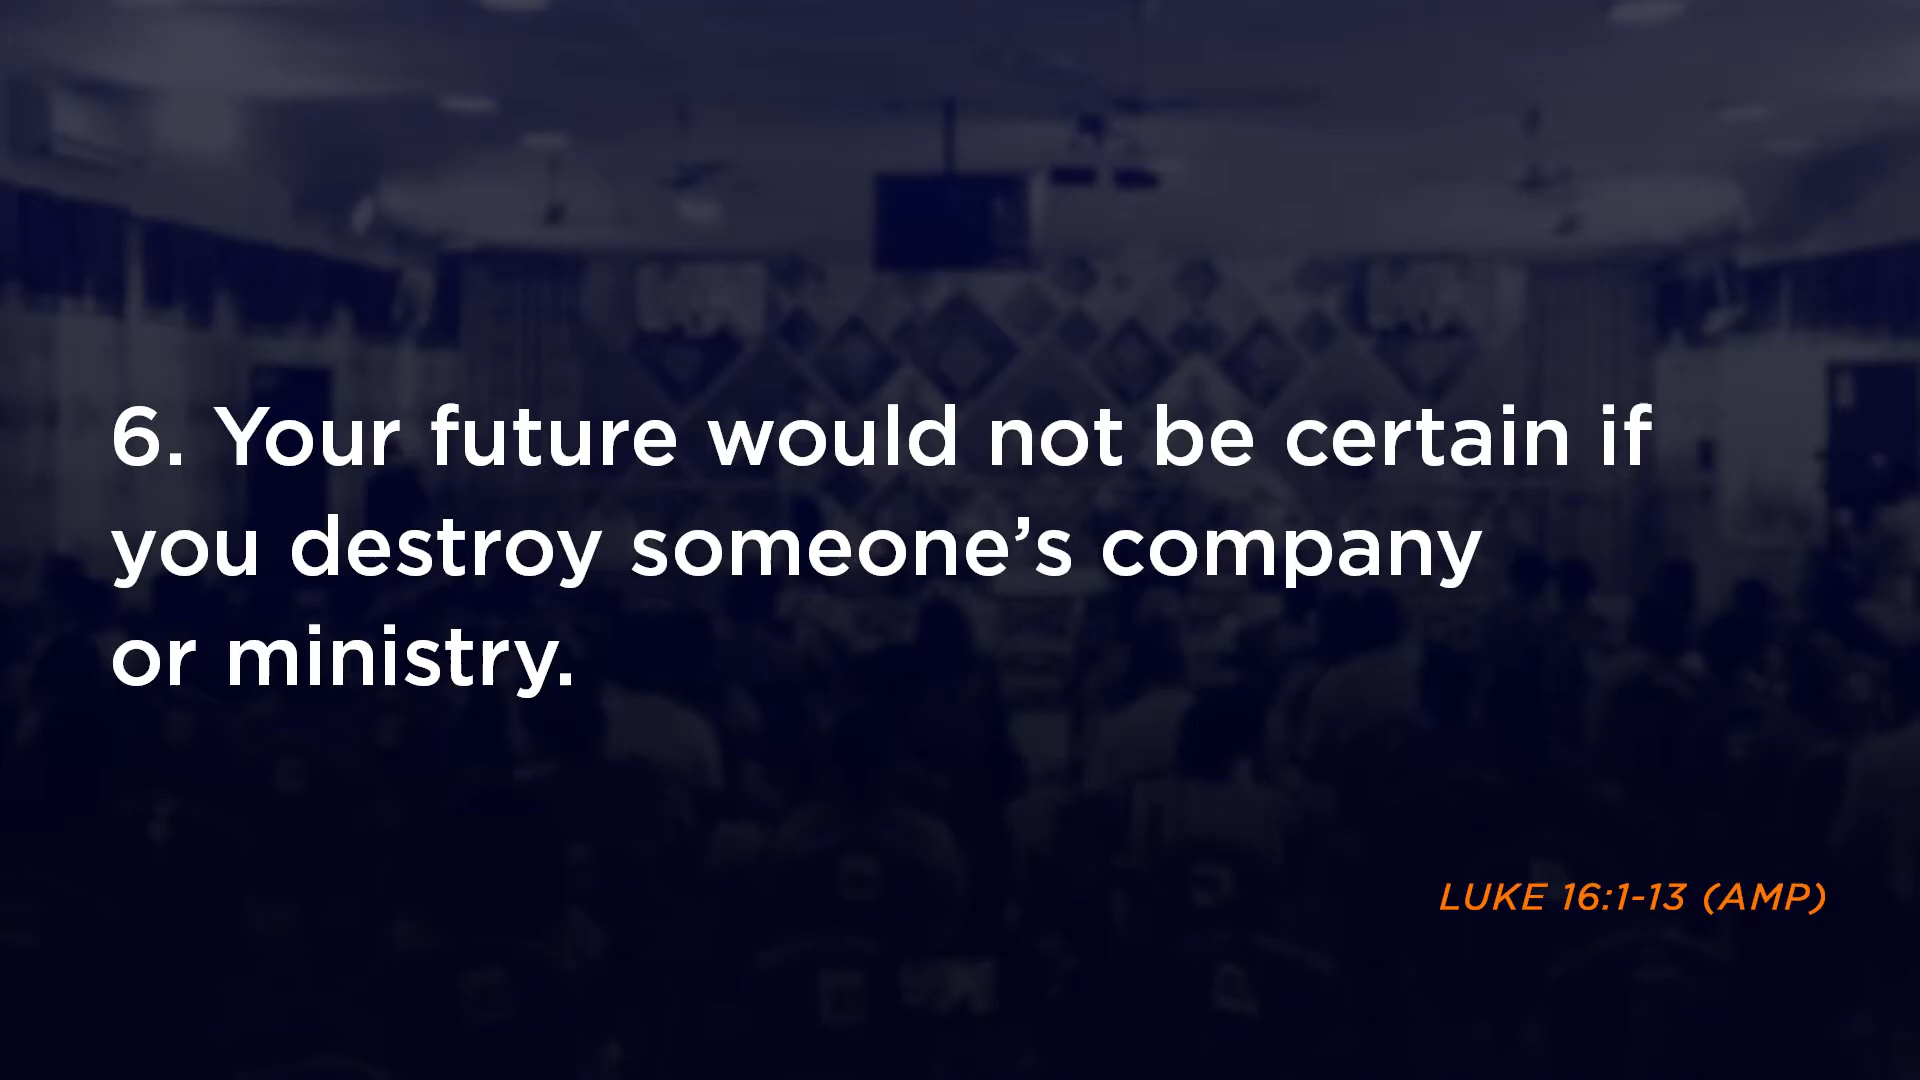 6. Your future would not be certain if
you destroy someone’s company
or ministry.
LUKE 16:1-13 (AMP)